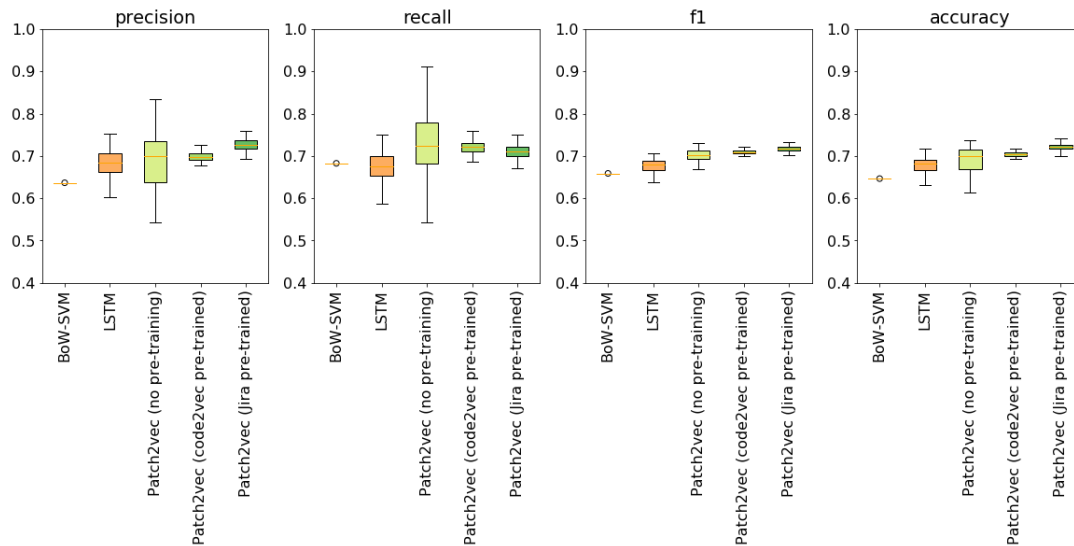 precision
1.0
0.9
0.8
0.7
0.6
0.5
0.4
BoW-SVM
LSTM
Patch2vec (no pre-training)
Patch2vec (code2vec pre-trained)
Patch2vec (Jira pre-trained)
recall
1.0
0.9
0.8
0.7
0.6
0.5
0.4
BoW-SVM
LSTM
Patch2vec (no pre-training)
Patch2vec (code2vec pre-trained)
Patch2vec (Jira pre-trained)
f1
1.0
0.9
0.8
0.7
0.6
0.5
0.4
BoW-SVM
LSTM
Patch2vec (no pre-training)
Patch2vec (code2vec pre-trained)
Patch2vec (Jira pre-trained)
accuracy
1.0
0.9
0.8
0.7
0.6
0.5
0.4
BoW-SVM
LSTM
Patch2vec (no pre-training)
Patch2vec (code2vec pre-trained)
Patch2vec (Jira pre-trained)